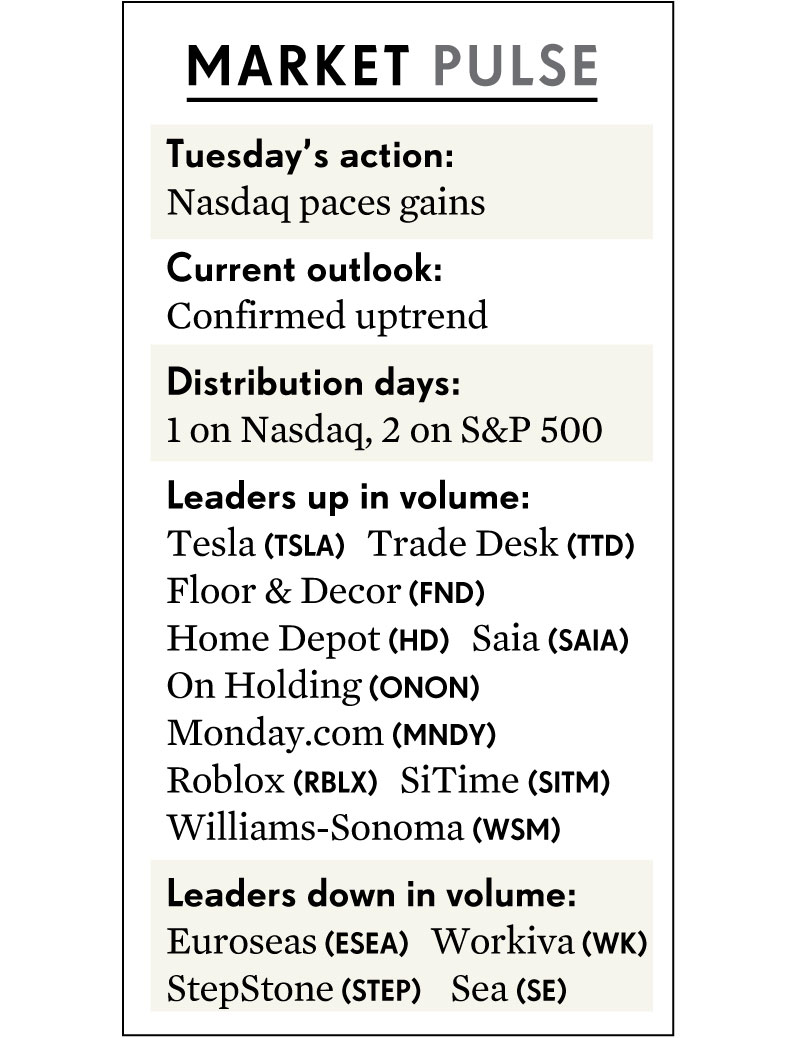 MARKET PULSE
Tuesday’s action:
Nasdaq paces gains
Current outlook:
Confirmed uptrend
Distribution days:
1 on Nasdaq, 2 on S&P 500
Leaders up in volume:
Tesla (TSLA) Trade Desk (TTD)
Floor & Decor (FND)
Home Depot (HD) Saia (SAIA)
On Holding (ONON)
Monday.com (MNDY)
Roblox (RBLX) SiTime (SITM)
Williams-Sonoma (WSM)
Leaders down in volume:
Euroseas (ESEA) Workiva (WK)
StepStone (STEP) Sea (SE)